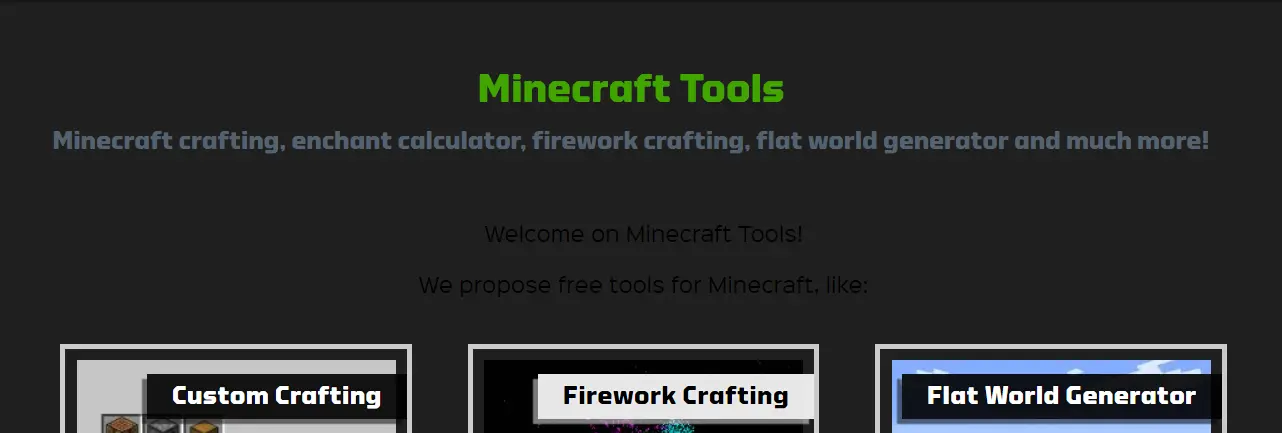 Minecraft Tools
Minecraft crafting, enchant calculator, firework crafting, flat world generator and much more!
Welcome on Minecraft Tools!
We propose free tools for Minecraft, like:
Custom Crafting
Firework Crafting
Flat World Generator